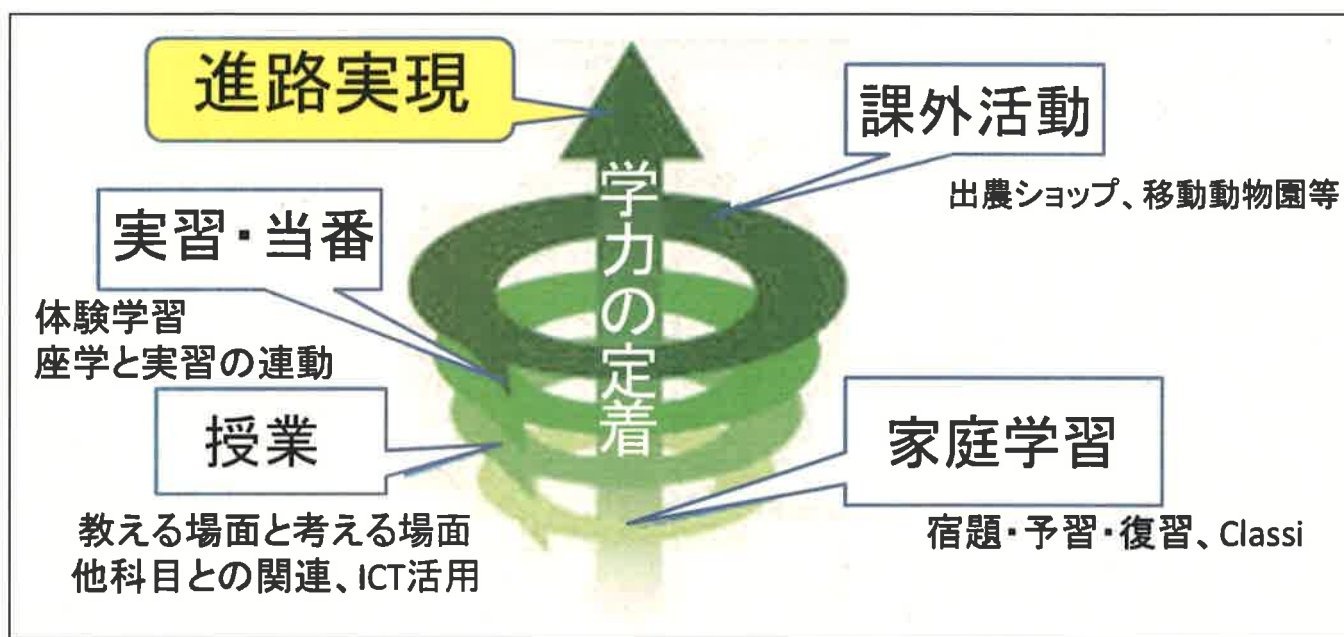 進路実現
課外活動
出農ショップ、移動動物園等
実習・当番
体験学習
座学と実習の連動
学力の定着
授業
教える場面と考える場面
他科目との関連、ICT活用
家庭学習
宿題・予習・復習、Classi